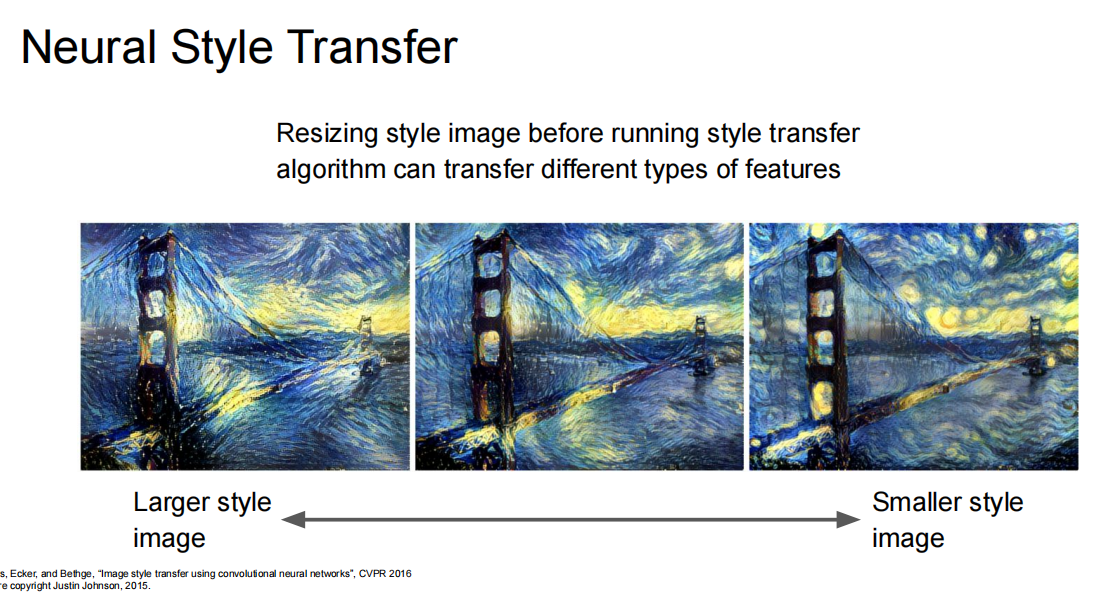 Neural Style Transfer
Resizing style image before running style transfer
algorithm can transfer different types of features
Larger style
image
Smaller style
image
Ecker, and Bethge, “Image style transfer using convolutional neural networks”, CVPR 2016
copyright Justin Johnson, 2015.